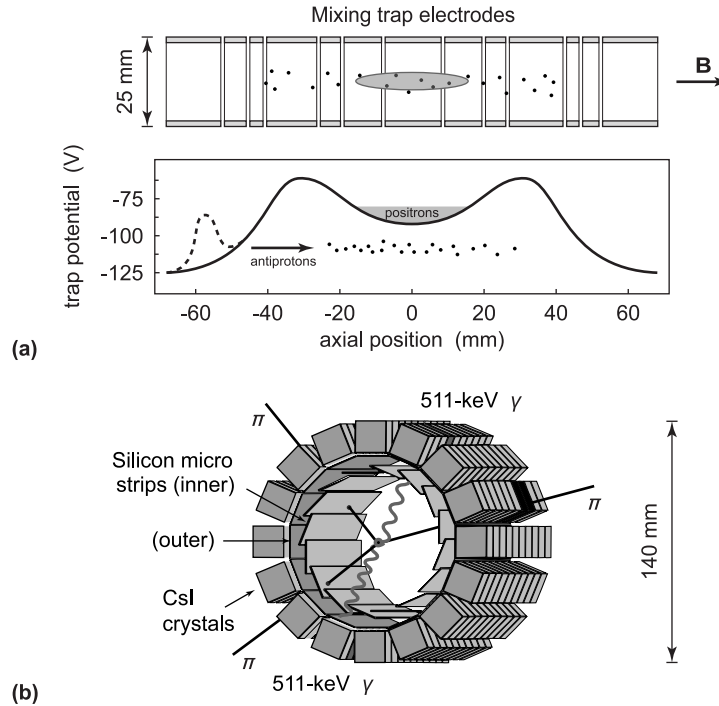 Mixing trap electrodes
25 mm
B
trap potential (V)
-75
-100
-125
positrons
antiprotons
-60 -40 -20 0 20 40 60
axial position (mm)
(a)
511-keV γ
π
Silicon micro
strips (inner)
π
(outer)
140 mm
CsI
crystals
π
511-keV γ
(b)